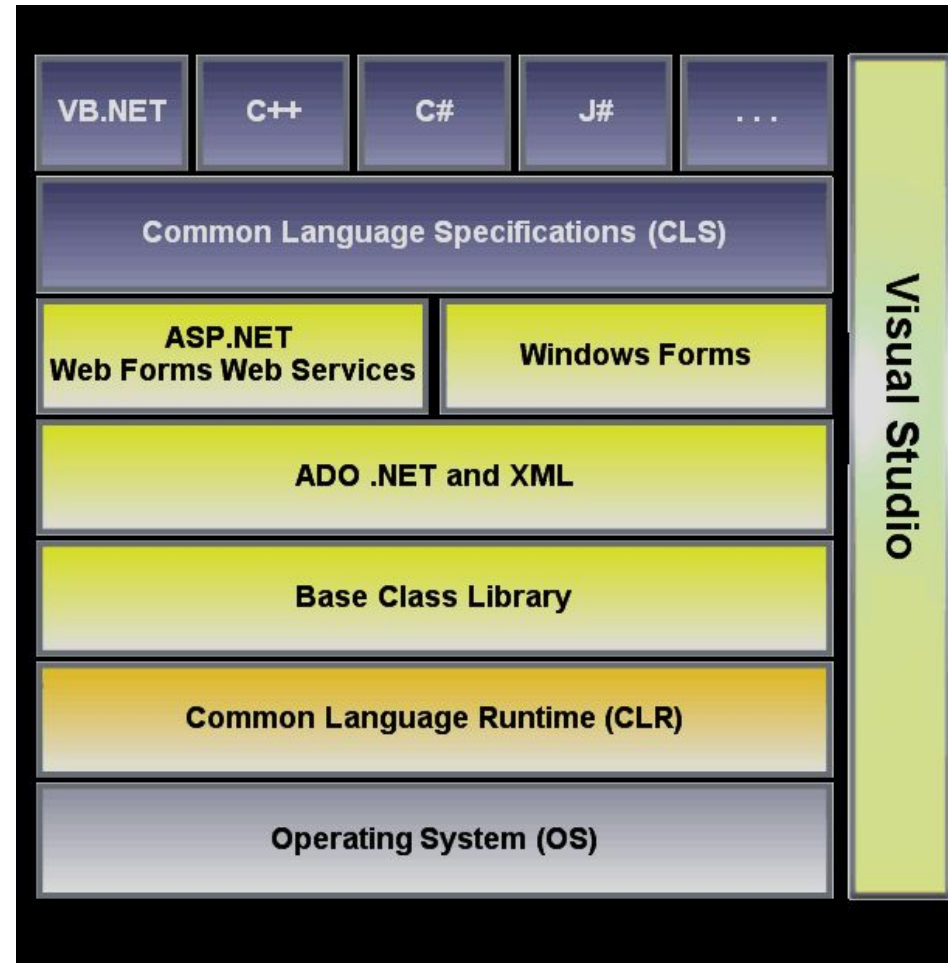 VB.NET
C++
C#
J#
...
Common Language Specifications (CLS)
ASP.NET
Web Forms Web Services
Windows Forms
ADO .NET and XML
Base Class Library
Common Language Runtime (CLR)
Operating System (OS)
Visual Studio